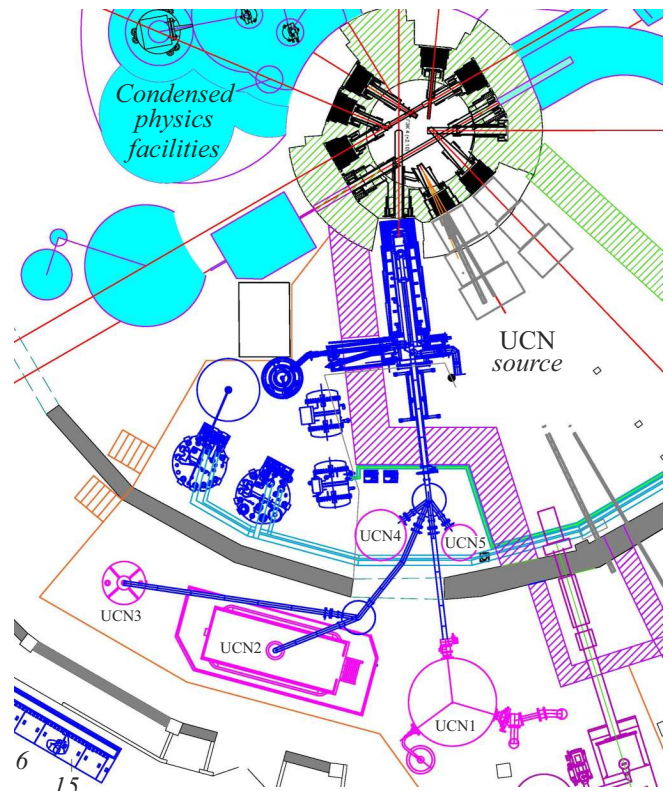 Condensed
physics
facilities
UCN
source
UCN4
UCN5
UCN3
UCN2
UCN1
6
15